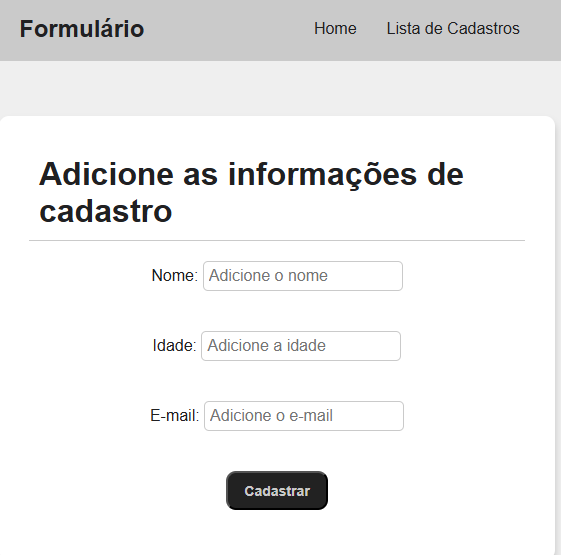 Formulário Home Lista de Cadastros
Adicione as informações de
cadastro
Nome: Adicione o nome
Idade: Adicione a idade
E-mail: Adicione o e-mail
Cadastrar